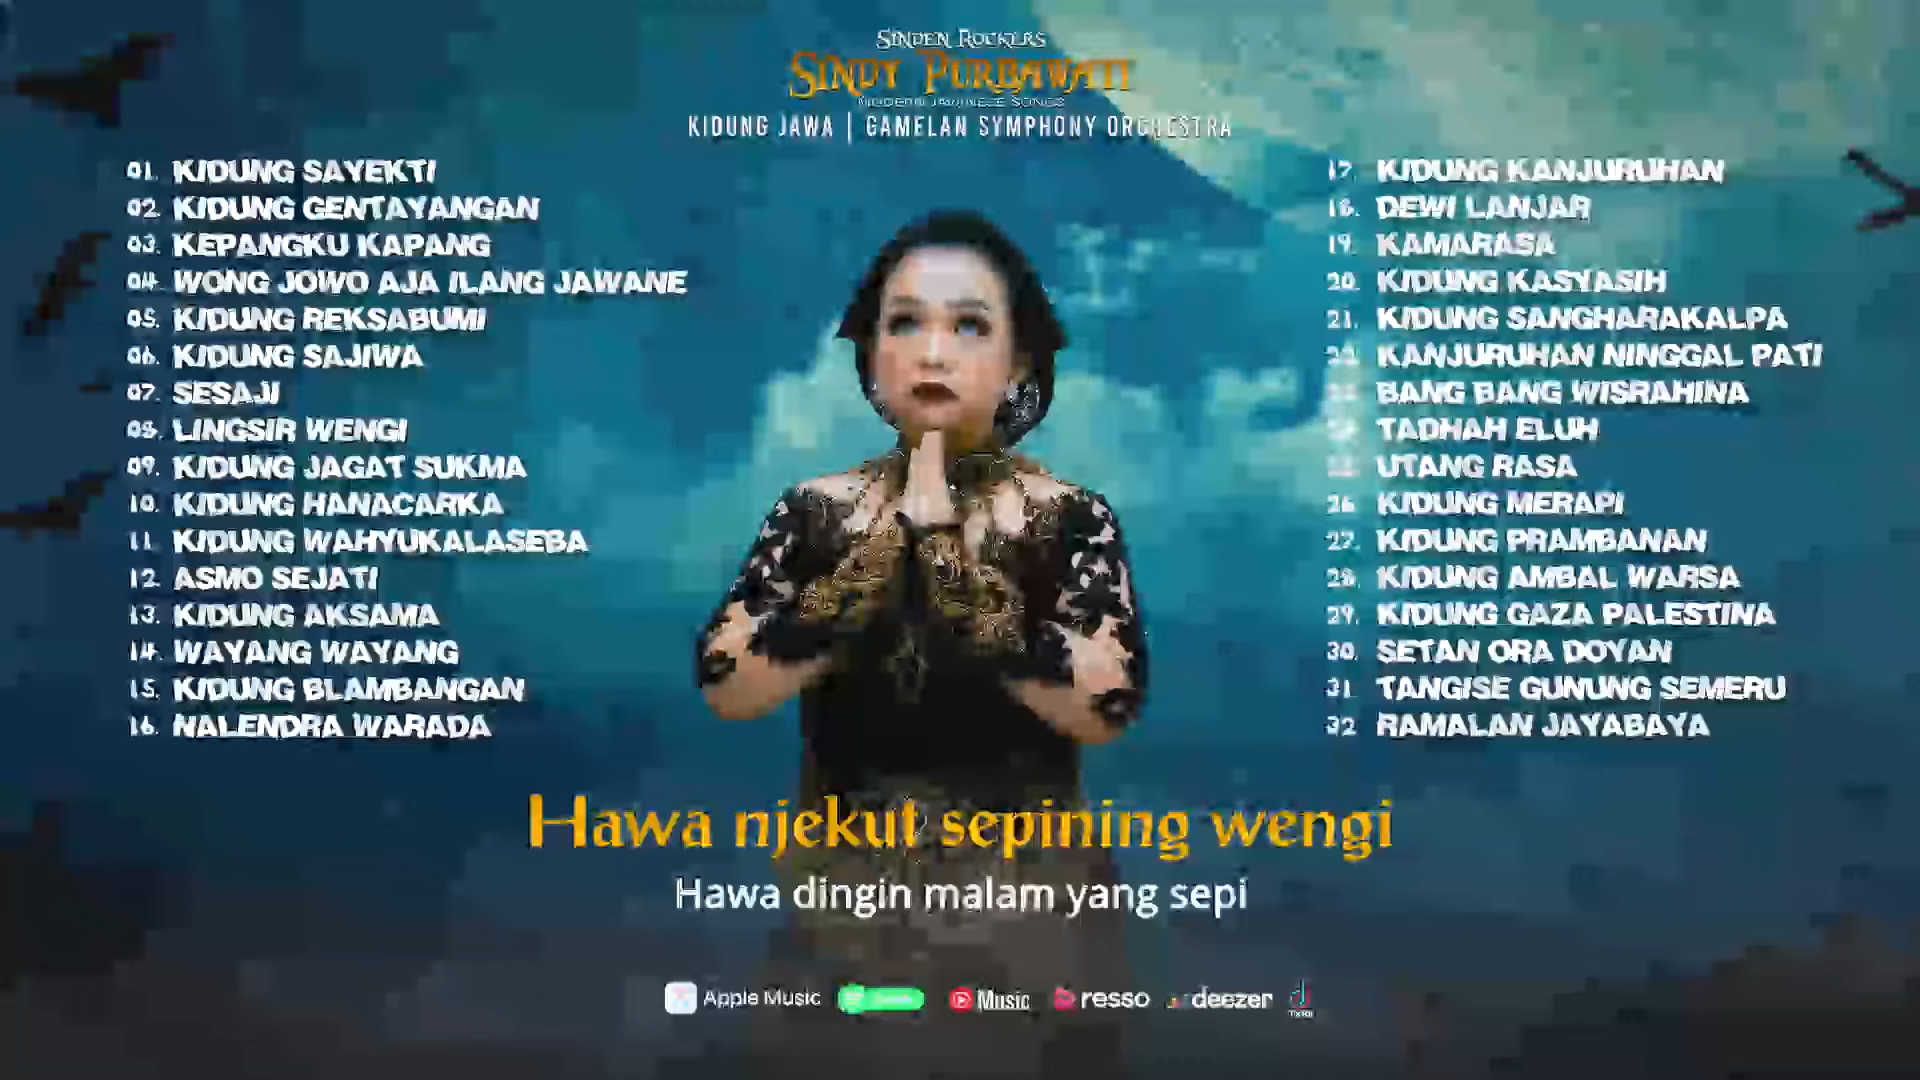 SINDEN ROCKERS
SINDY PURBAWATI
MODERN JAVANESE SONGS
KIDUNG JAWA | GAMELAN SYMPHONY ORCHESTRA
01. KIDUNG SAYEKTI
02. KIDUNG GENTAYANGAN
03. KEPANGKU KAPANG
04. WONG JOWO AJA ILANG JAWANE
05. KIDUNG REKSABUMI
06. KIDUNG SAJIWA
07. SESAJI
08. LINGSIR WENGI
09. KIDUNG JAGAT SUKMA
10. KIDUNG HANACARKA
11. KIDUNG WAHYUKALASEBA
12. ASMO SEJATI
13. KIDUNG AKSAMA
14. WAYANG WAYANG
15. KIDUNG BLAMBANGAN
16. NALENDRA WARADA
17. KIDUNG KANJURUHAN
18. DEWI LANJAR
19. KAMARASA
20. KIDUNG KASYASIH
21. KIDUNG SANGHARAKALPA
KANJURUHAN NINGGAL PATI
BANG BANG WISRAHINA
TADHAH ELUH
UTANG RASA
26. KIDUNG MERAPI
27. KIDUNG PRAMBANAN
28. KIDUNG AMBAL WARSA
29. KIDUNG GAZA PALESTINA
30. SETAN ORA DOYAN
31. TANGISE GUNUNG SEMERU
32. RAMALAN JAYABAYA
Hawa njekut sepining wengi
Hawa dingin malam yang sepi
Apple Music Music resso deezer